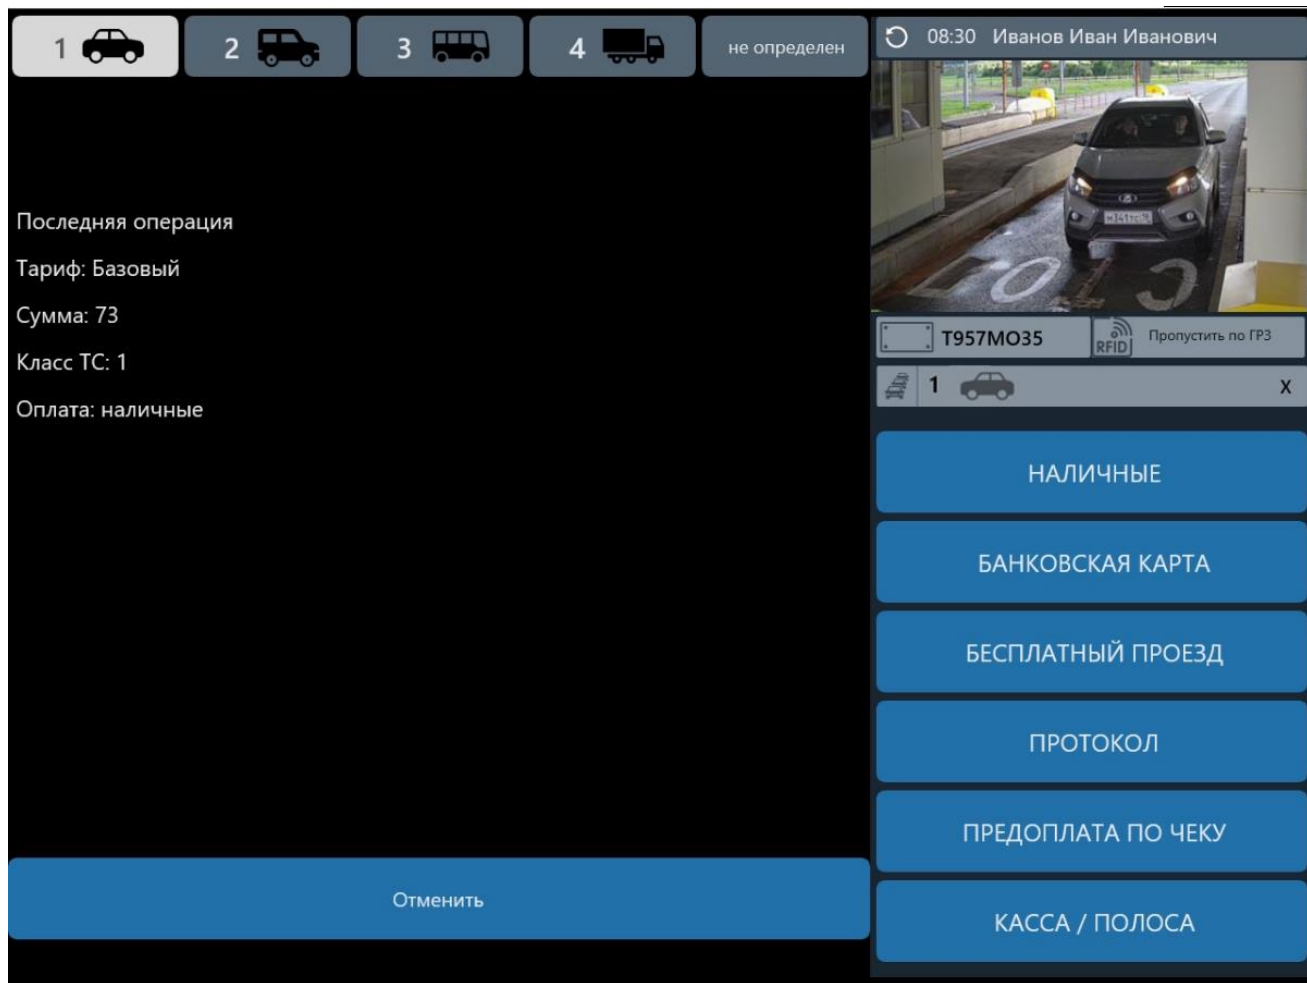 1
2
3
4
не определен
08:30 Иванов Иван Иванович
Последняя операция
Тариф: Базовый
Сумма: 73
Класс ТС: 1
Оплата: наличные
Отменить
Т957МО35
RFID
Пропустить по ГРЗ
1
X
НАЛИЧНЫЕ
БАНКОВСКАЯ КАРТА
БЕСПЛАТНЫЙ ПРОЕЗД
ПРОТОКОЛ
ПРЕДОПЛАТА ПО ЧЕКУ
КАССА / ПОЛОСА